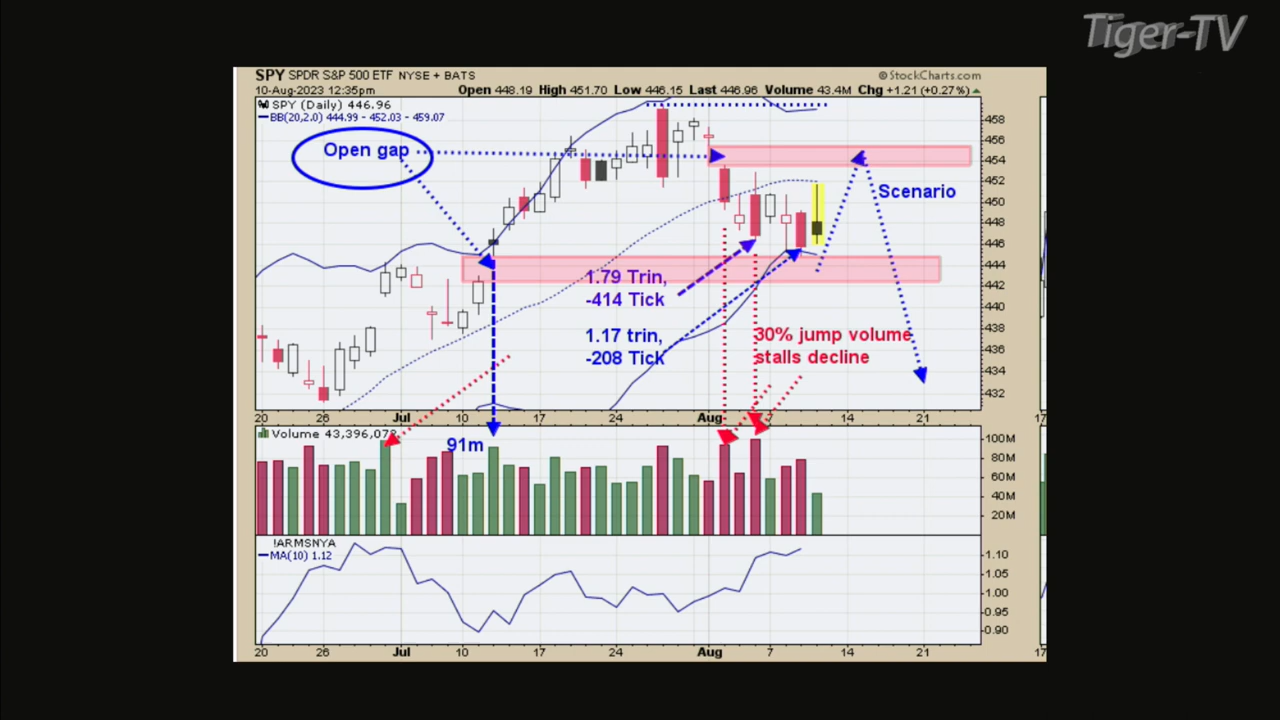 Tiger-TV
SPY SPDR S&P 500 ETF NYSE + BATS
© StockCharts.com
10-Aug-2023 12:35pm
Open 448.19 High 451.70 Low 446.15 Last 446.96 Volume 43.4M Chg +1.21 (+0.27%)
SPY (Daily) 446.96
BB(20,2.0) 444.99 - 452.03 - 459.07
Open gap
Scenario
1.79 Trin,
-414 Tick
1.17 trin,
-208 Tick
30% jump volume
stalls decline
458
456
454
452
450
448
446
444
442
440
438
436
434
432
20 26 Jul 10 17 24 Aug 7 14 21 17
Volume 43,396,072
91m
100M
80M
60M
40M
20M
!ARMSNYA
MA(10) 1.12
1.10
1.05
1.00
0.95
0.90
20 26 Jul 10 17 24 Aug 7 14 21 17